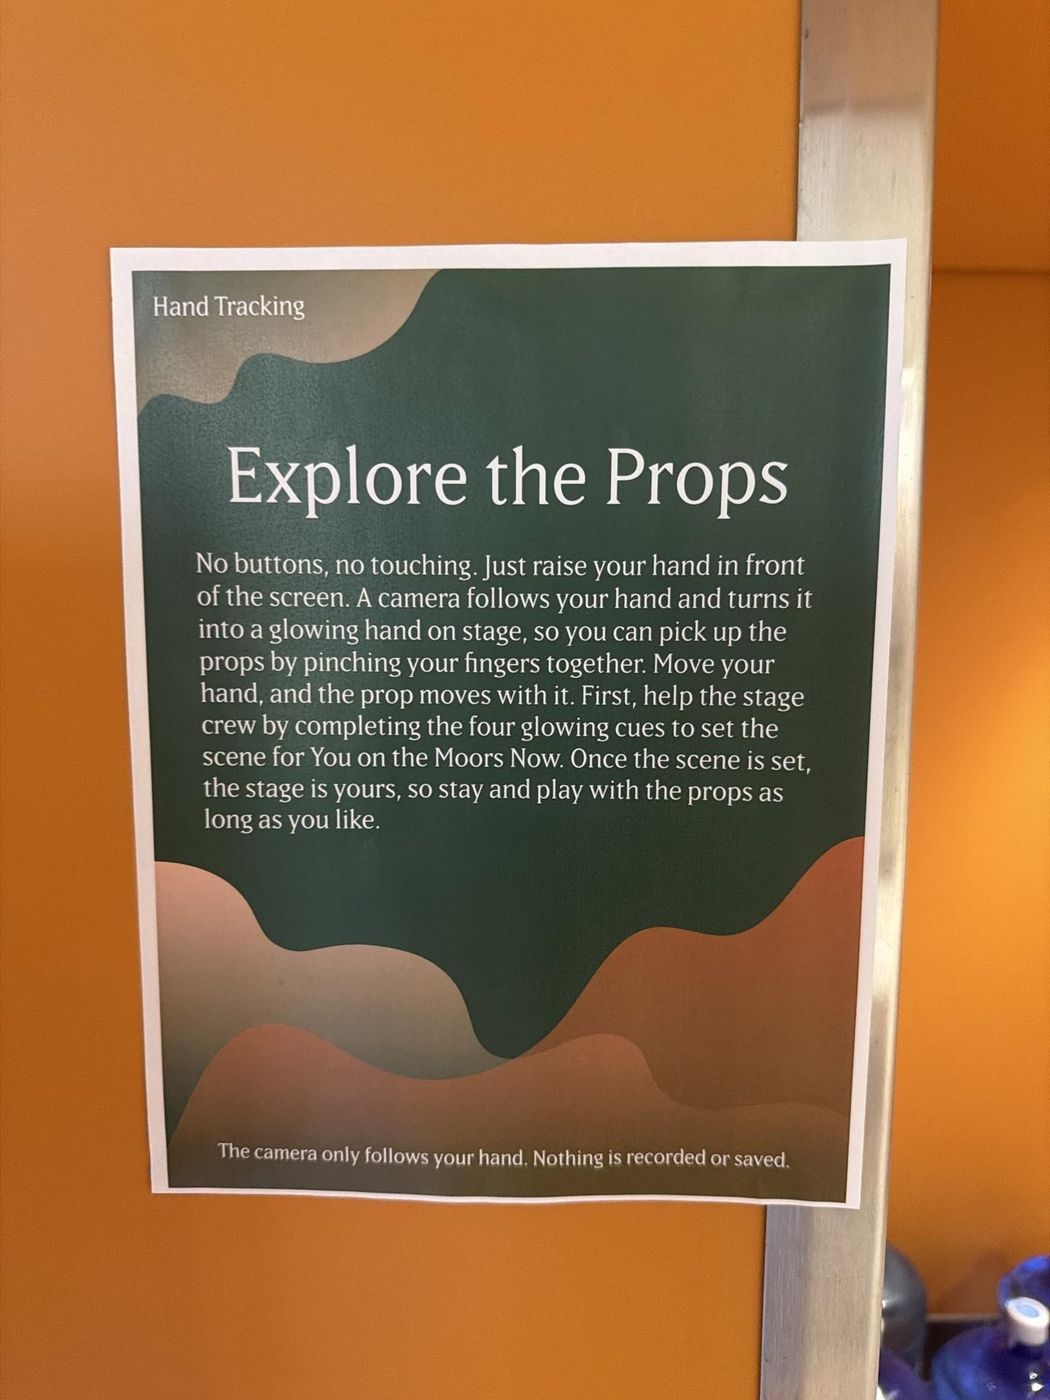 Hand Tracking
Explore the Props
No buttons, no touching. Just raise your hand in front
of the screen. A camera follows your hand and turns it
into a glowing hand on stage, so you can pick up the
props by pinching your fingers together. Move your
hand, and the prop moves with it. First, help the stage
crew by completing the four glowing cues to set the
scene for You on the Moors Now. Once the scene is set,
the stage is yours, so stay and play with the props as
long as you like.
The camera only follows your hand. Nothing is recorded or saved.